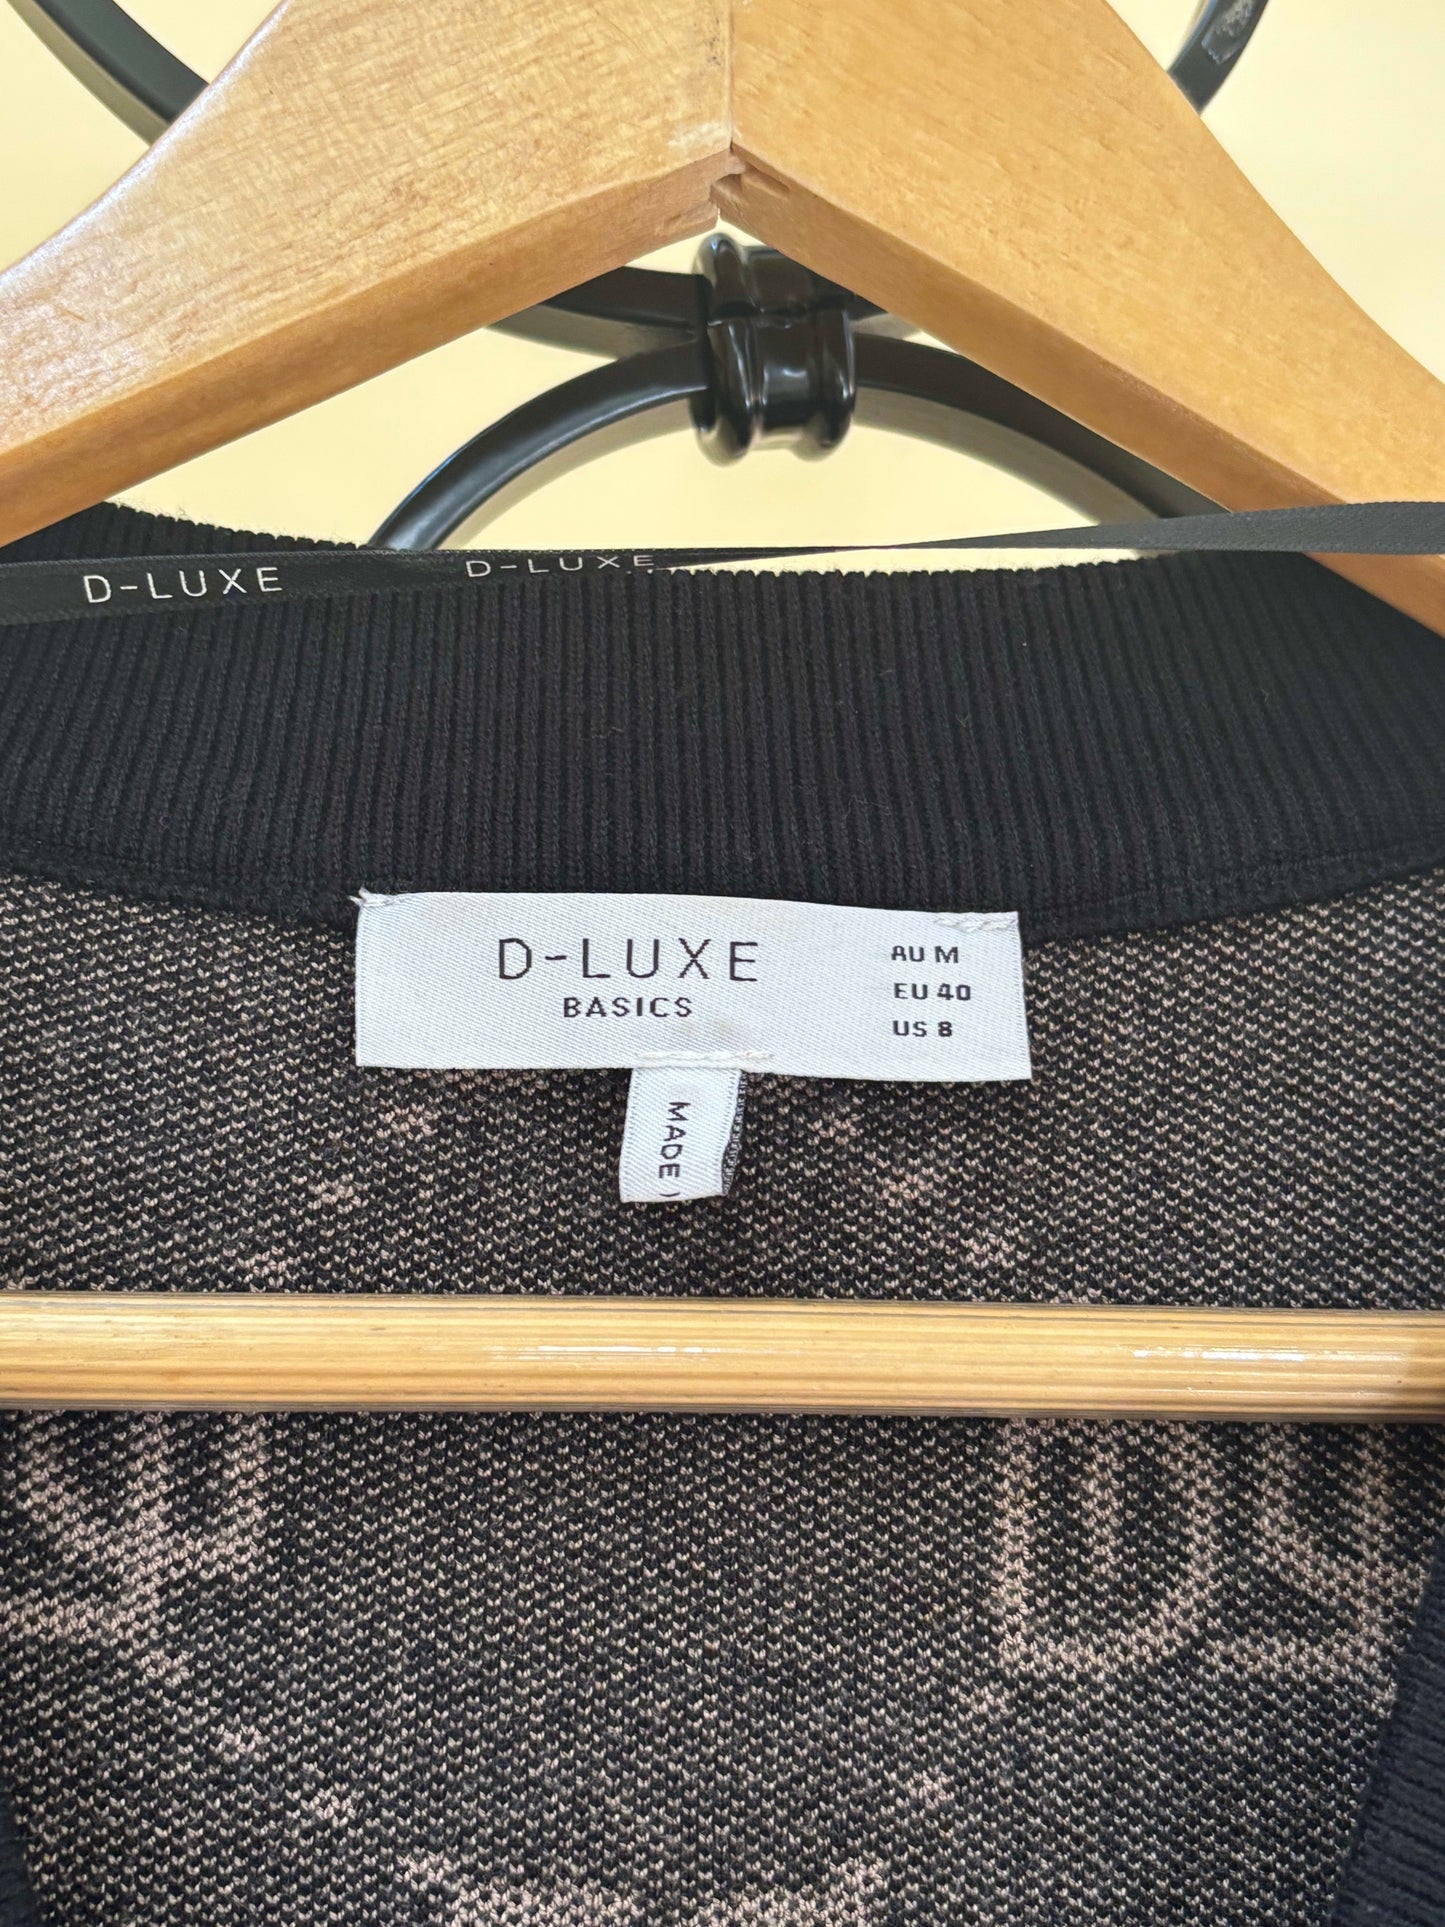 D-LUXE D-LUXE
D-LUXE
BASICS
AU M
EU 40
US 8
MADE